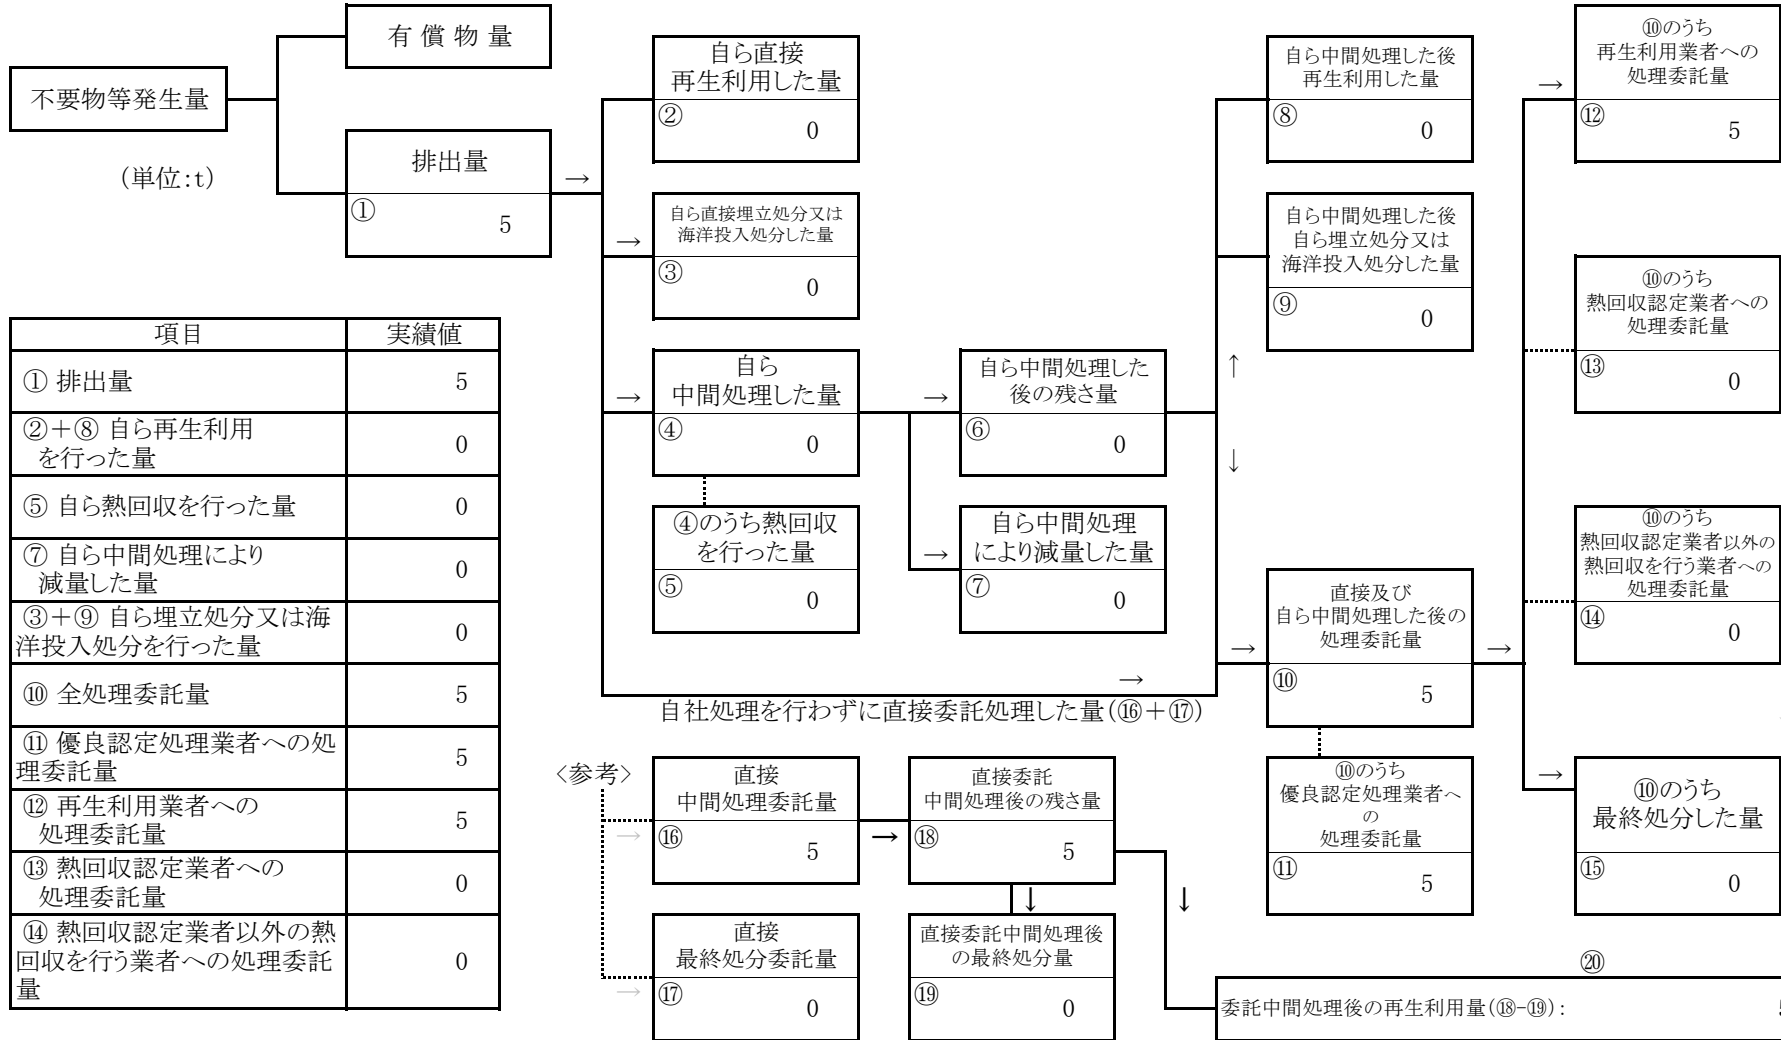 有 償 物 量
不要物等発生量
(単位:t)
排出量
→
①
5
自ら直接
再生利用した量
②
0
→
自ら直接埋立処分又は
海洋投入処分した量
③
0
→
自ら
中間処理した量
④
0
④のうち熱回収
を行った量
⑤
0
→
自ら中間処理した
後の残さ量
⑥
0
→
自ら中間処理
により減量した量
⑦
0
自ら中間処理した後
再生利用した量
⑧
0
自ら中間処理した後
自ら埋立処分又は
海洋投入処分した量
⑨
0
↑
↓
→
直接及び
自ら中間処理した後の
処理委託量
⑩
5
→
自社処理を行わずに直接委託処理した量(⑯+⑰)
⑩のうち
優良認定処理業者へ
の
処理委託量
⑪
5
→
→
⑩のうち
再生利用業者への
処理委託量
⑫
5
⑩のうち
熱回収認定業者への
処理委託量
⑬
0
⑩のうち
熱回収認定業者以外の
熱回収を行う業者への
処理委託量
⑭
0
→
⑩のうち
最終処分した量
⑮
0
項目 実績値
① 排出量 5
②+⑧ 自ら再生利用
を行った量 0
⑤ 自ら熱回収を行った量 0
⑦ 自ら中間処理により
減量した量 0
③+⑨ 自ら埋立処分又は海
洋投入処分を行った量 0
⑩ 全処理委託量 5
⑪ 優良認定処理業者への処
理委託量 5
⑫ 再生利用業者への
処理委託量 5
⑬ 熱回収認定業者への
処理委託量 0
⑭ 熱回収認定業者以外の熱
回収を行う業者への処理委託
量 0
<参考>
→
直接
中間処理委託量
⑯
5
→
直接委託
中間処理後の残さ量
⑱
5
↓
↓
→
直接
最終処分委託量
⑰
0
直接委託中間処理後
の最終処分量
⑲
0
⑳
委託中間処理後の再生利用量(⑱-⑲):